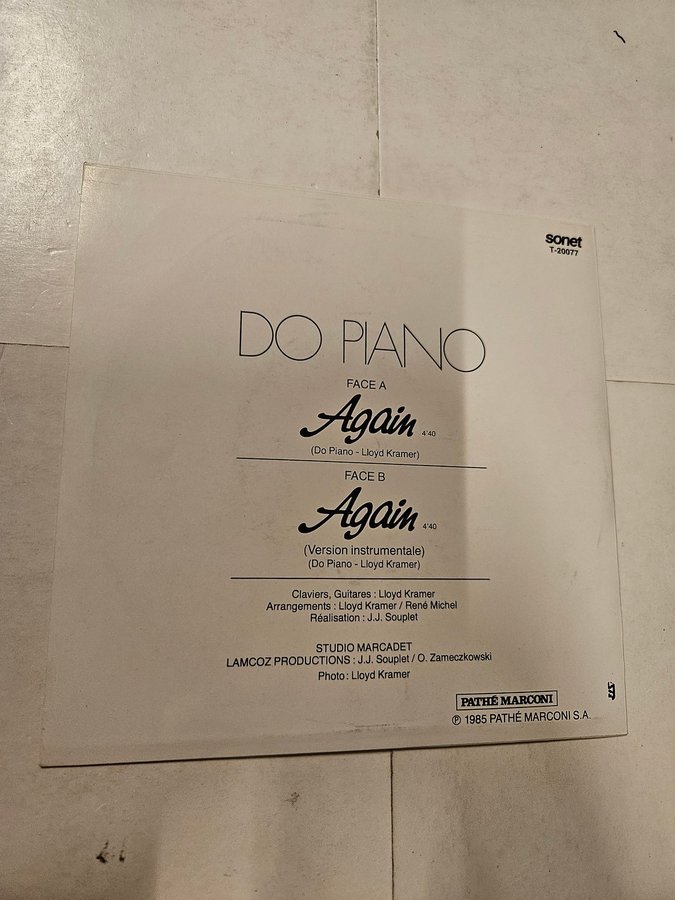 sonet
T-20077
DO PIANO
FACE A
Again 4'40
(Do Piano - Lloyd Kramer)
FACE B
Again 4'40
(Version instrumentale)
(Do Piano - Lloyd Kramer)
Claviers, Guitares : Lloyd Kramer
Arrangements : Lloyd Kramer / René Michel
Réalisation : J.J. Souplet
STUDIO MARCADET
LAMCOZ PRODUCTIONS : J.J. Souplet / O. Zameczkowski
Photo : Lloyd Kramer
PATHÉ MARCONI
℗ 1985 PATHÉ MARCONI S.A.